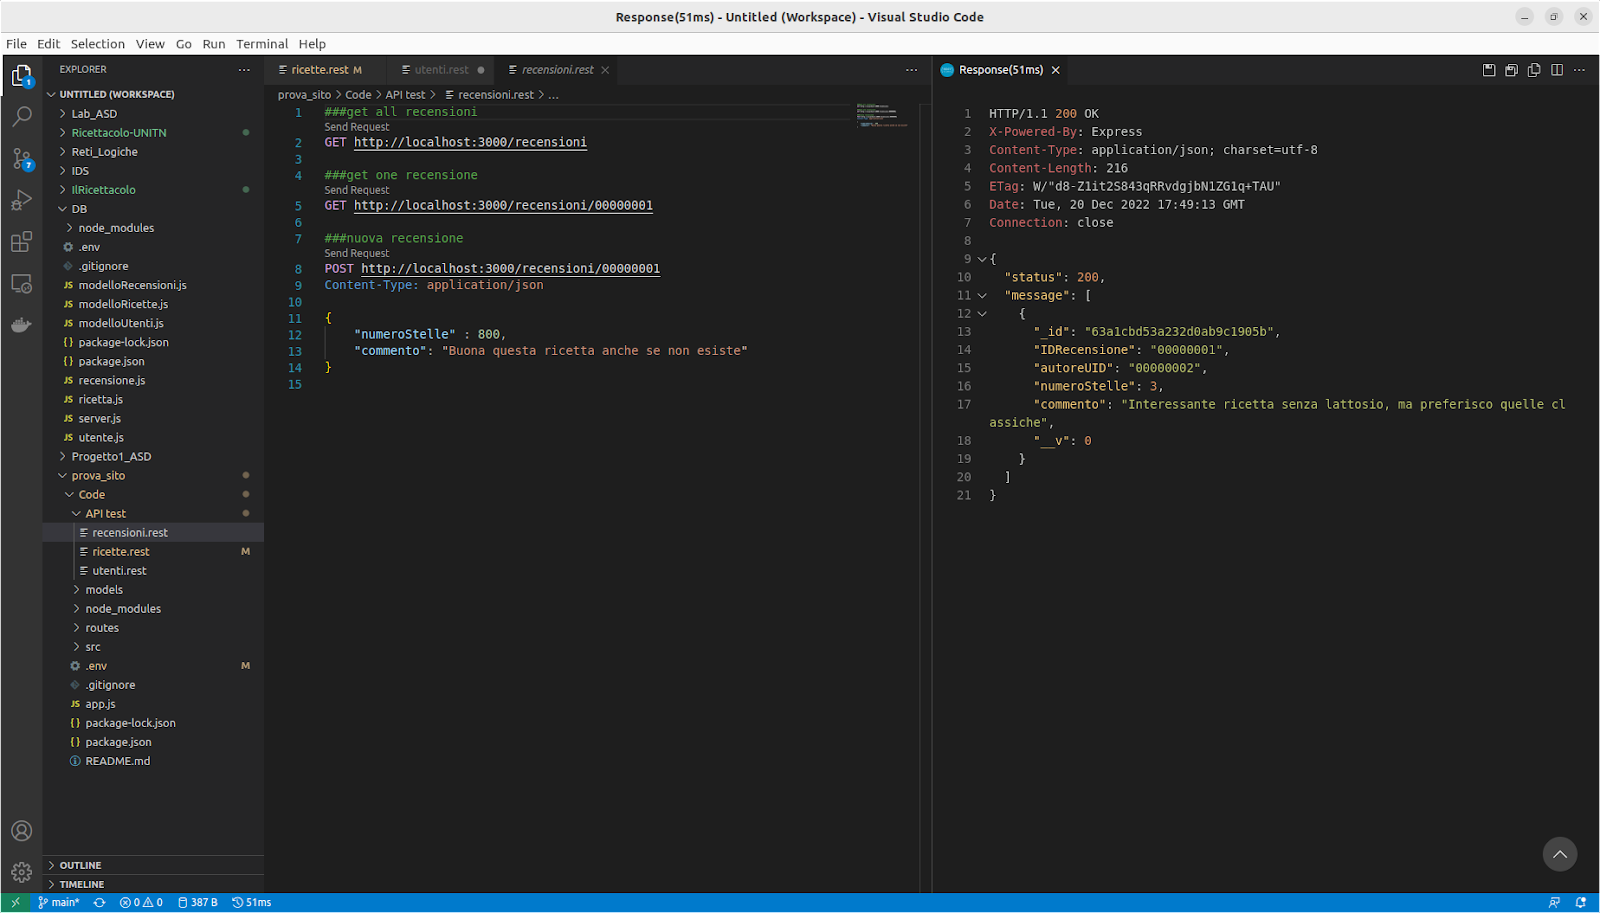 Response(51ms) - Untitled (Workspace) - Visual Studio Code
File Edit Selection View Go Run Terminal Help
EXPLORER
UNTITLED (WORKSPACE)
Lab_ASD
Ricettacolo-UNITN
Reti_Logiche
IDS
IlRicettacolo
DB
node_modules
.env
.gitignore
modelloRecensioni.js
modelloRicette.js
modelloUtenti.js
package-lock.json
package.json
recensione.js
ricetta.js
server.js
utente.js
Progetto1_ASD
prova_sito
Code
API test
recensioni.rest
ricette.rest M
utenti.rest
models
node_modules
routes
src
.env M
.gitignore
app.js
package-lock.json
package.json
README.md
OUTLINE
TIMELINE
1
7
ricette.rest M utenti.rest recensioni.rest
prova_sito > Code > API test > recensioni.rest > ...
1 ###get all recensioni
Send Request
2 GET http://localhost:3000/recensioni
3
4 ###get one recensione
Send Request
5 GET http://localhost:3000/recensioni/00000001
6
7 ###nuova recensione
Send Request
8 POST http://localhost:3000/recensioni/00000001
9 Content-Type: application/json
10
11 {
12 "numeroStelle" : 800,
13 "commento": "Buona questa ricetta anche se non esiste"
14 }
15
Response(51ms)
1 HTTP/1.1 200 OK
2 X-Powered-By: Express
3 Content-Type: application/json; charset=utf-8
4 Content-Length: 216
5 ETag: W/"d8-Z1it2S843qRRvdgjbN1ZG1q+TAU"
6 Date: Tue, 20 Dec 2022 17:49:13 GMT
7 Connection: close
8
9 {
10 "status": 200,
11 "message": [
12 {
13 "_id": "63a1cbd53a232d0ab9c1905b",
14 "IDRecensione": "00000001",
15 "autoreUID": "00000002",
16 "numeroStelle": 3,
17 "commento": "Interessante ricetta senza lattosio, ma preferisco quelle cl
assiche",
18 "__v": 0
19 }
20 ]
21 }
main* 0 0 387 B 51ms